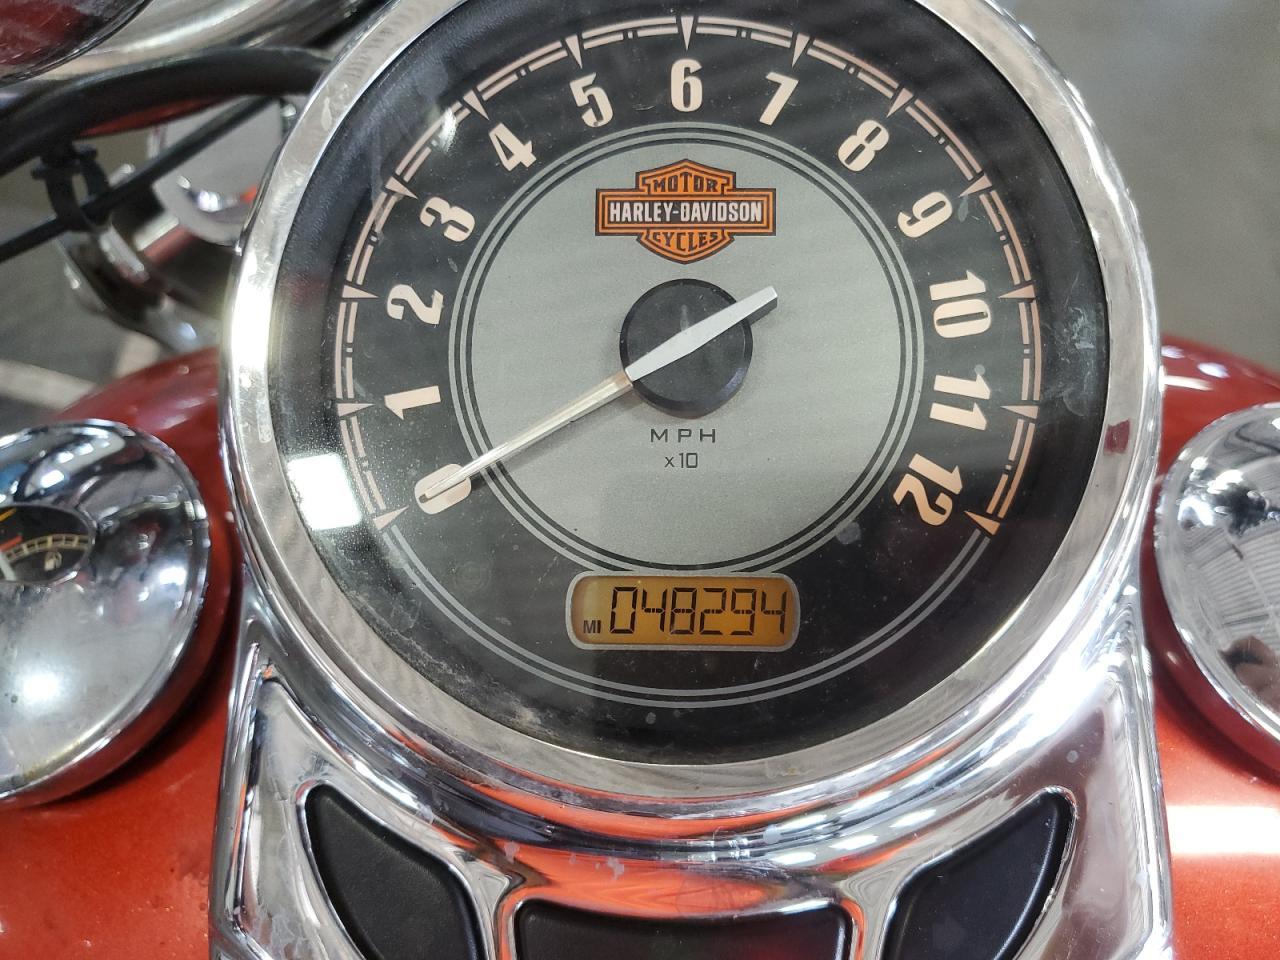 0 1 2 3 4 5 6 7 8 9 10 11 12
MOTOR
HARLEY-DAVIDSON
CYCLES
MPH
x10
MI 048294